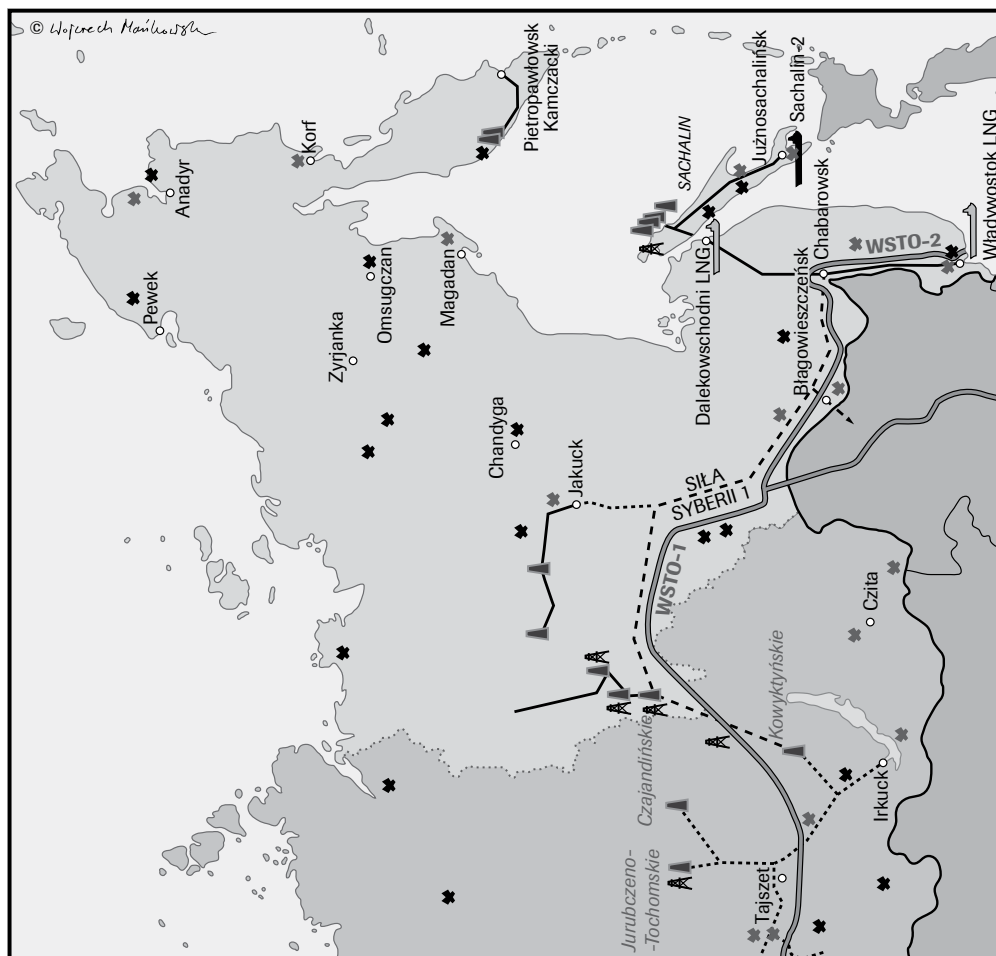 © Wojciech Mańkowski
Pietropawłowsk
Kamczacki
Korf
Anadyr
Pewek
Omsugczan
Magadan
Zyrjanka
Chandyga
Jakuck
SACHALIN
Jużnosachalińsk
Sachalin-2
Chabarowsk
WSTO-2
Władywostok LNG
Dalekowschodni LNG
Błagowieszczeńsk
SIŁA
SYBERII 1
WSTO-1
Czita
Kowyktyńskie
Czajandińskie
Irkuck
Jurubczeno-
-Tochomskie
Tajszet